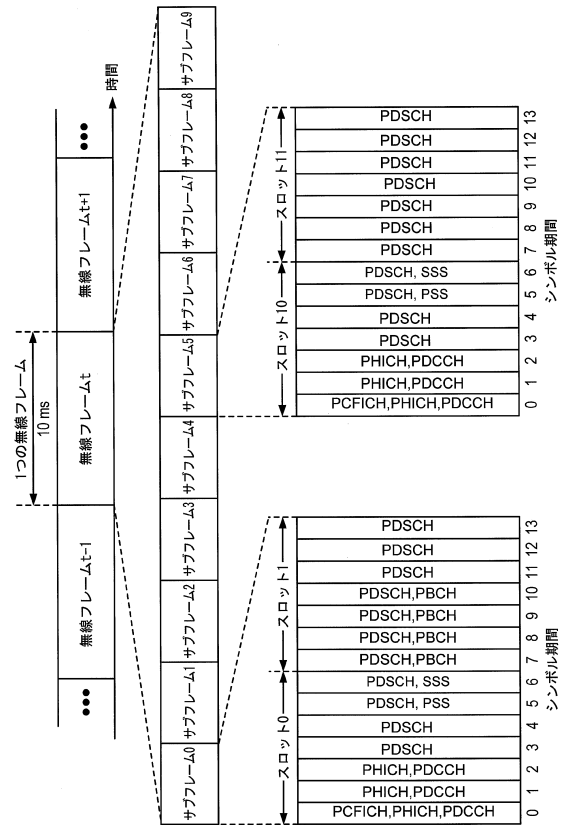 1つの無線フレーム
10 ms
●●● 無線フレームt−1 無線フレームt 無線フレームt+1 ●●●
時間
サブフレーム0 サブフレーム1 サブフレーム2 サブフレーム3 サブフレーム4 サブフレーム5 サブフレーム6 サブフレーム7 サブフレーム8 サブフレーム9
スロット0 スロット1
PCFICH,PHICH,PDCCH
PHICH,PDCCH
PHICH,PDCCH
PDSCH
PDSCH
PDSCH, PSS
PDSCH, SSS
PDSCH,PBCH
PDSCH,PBCH
PDSCH,PBCH
PDSCH,PBCH
PDSCH
PDSCH
PDSCH
0 1 2 3 4 5 6 7 8 9 10 11 12 13
シンボル期間
スロット10 スロット11
PCFICH,PHICH,PDCCH
PHICH,PDCCH
PHICH,PDCCH
PDSCH
PDSCH
PDSCH, PSS
PDSCH, SSS
PDSCH
PDSCH
PDSCH
PDSCH
PDSCH
PDSCH
PDSCH
0 1 2 3 4 5 6 7 8 9 10 11 12 13
シンボル期間